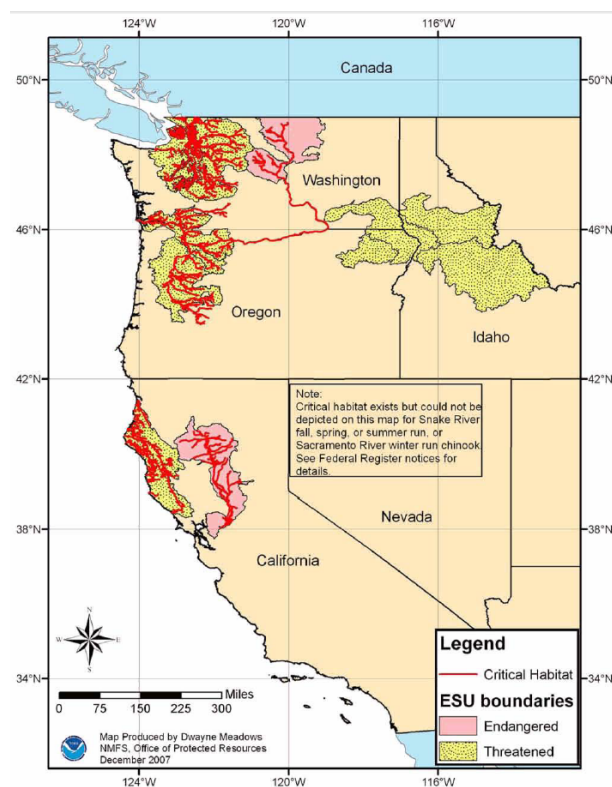 124°W 120°W 116°W
50°N 50°N
Canada
Washington
46°N 46°N
Oregon
Idaho
42°N 42°N
Note:
Critical habitat exists but could not be
depicted on this map for Snake River
fall, spring, or summer run, or
Sacramento River winter run chinook.
See Federal Register notices for
details.
38°N 38°N
Nevada
California
N
W E
S
Legend
Critical Habitat
ESU boundaries
Endangered
Threatened
34°N 34°N
Miles
0 75 150 225 300
Map Produced by Dwayne Meadows
NMFS, Office of Protected Resources
December 2007
124°W 120°W 116°W